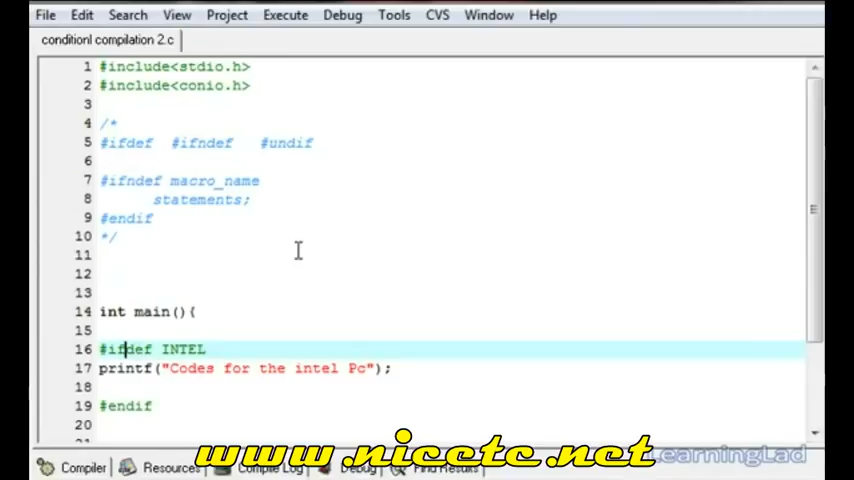 File Edit Search View Project Execute Debug Tools CVS Window Help
conditionl compilation 2.c
1 #include<stdio.h>
2 #include<conio.h>
3
4 /*
5 #ifdef #ifndef #undif
6
7 #ifndef macro_name
8 statements;
9 #endif
10 */
11
12
13
14 int main(){
15
16 #ifdef INTEL
17 printf("Codes for the intel Pc");
18
19 #endif
20
21
www.nicetc.net
LearningLad
Compiler Resources Compile Log Debug Find Results